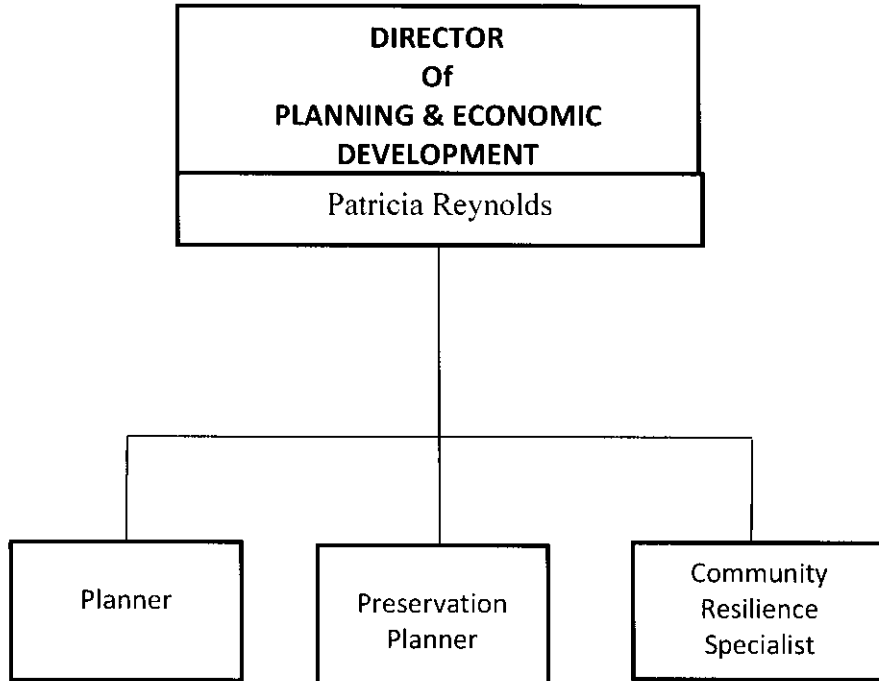 DIRECTOR
Of
PLANNING & ECONOMIC
DEVELOPMENT
Patricia Reynolds
Planner
Preservation
Planner
Community
Resilience
Specialist